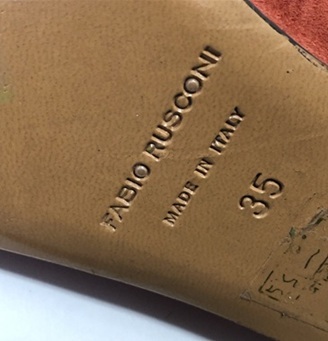 FABIO RUSCONI
MADE IN ITALY
35